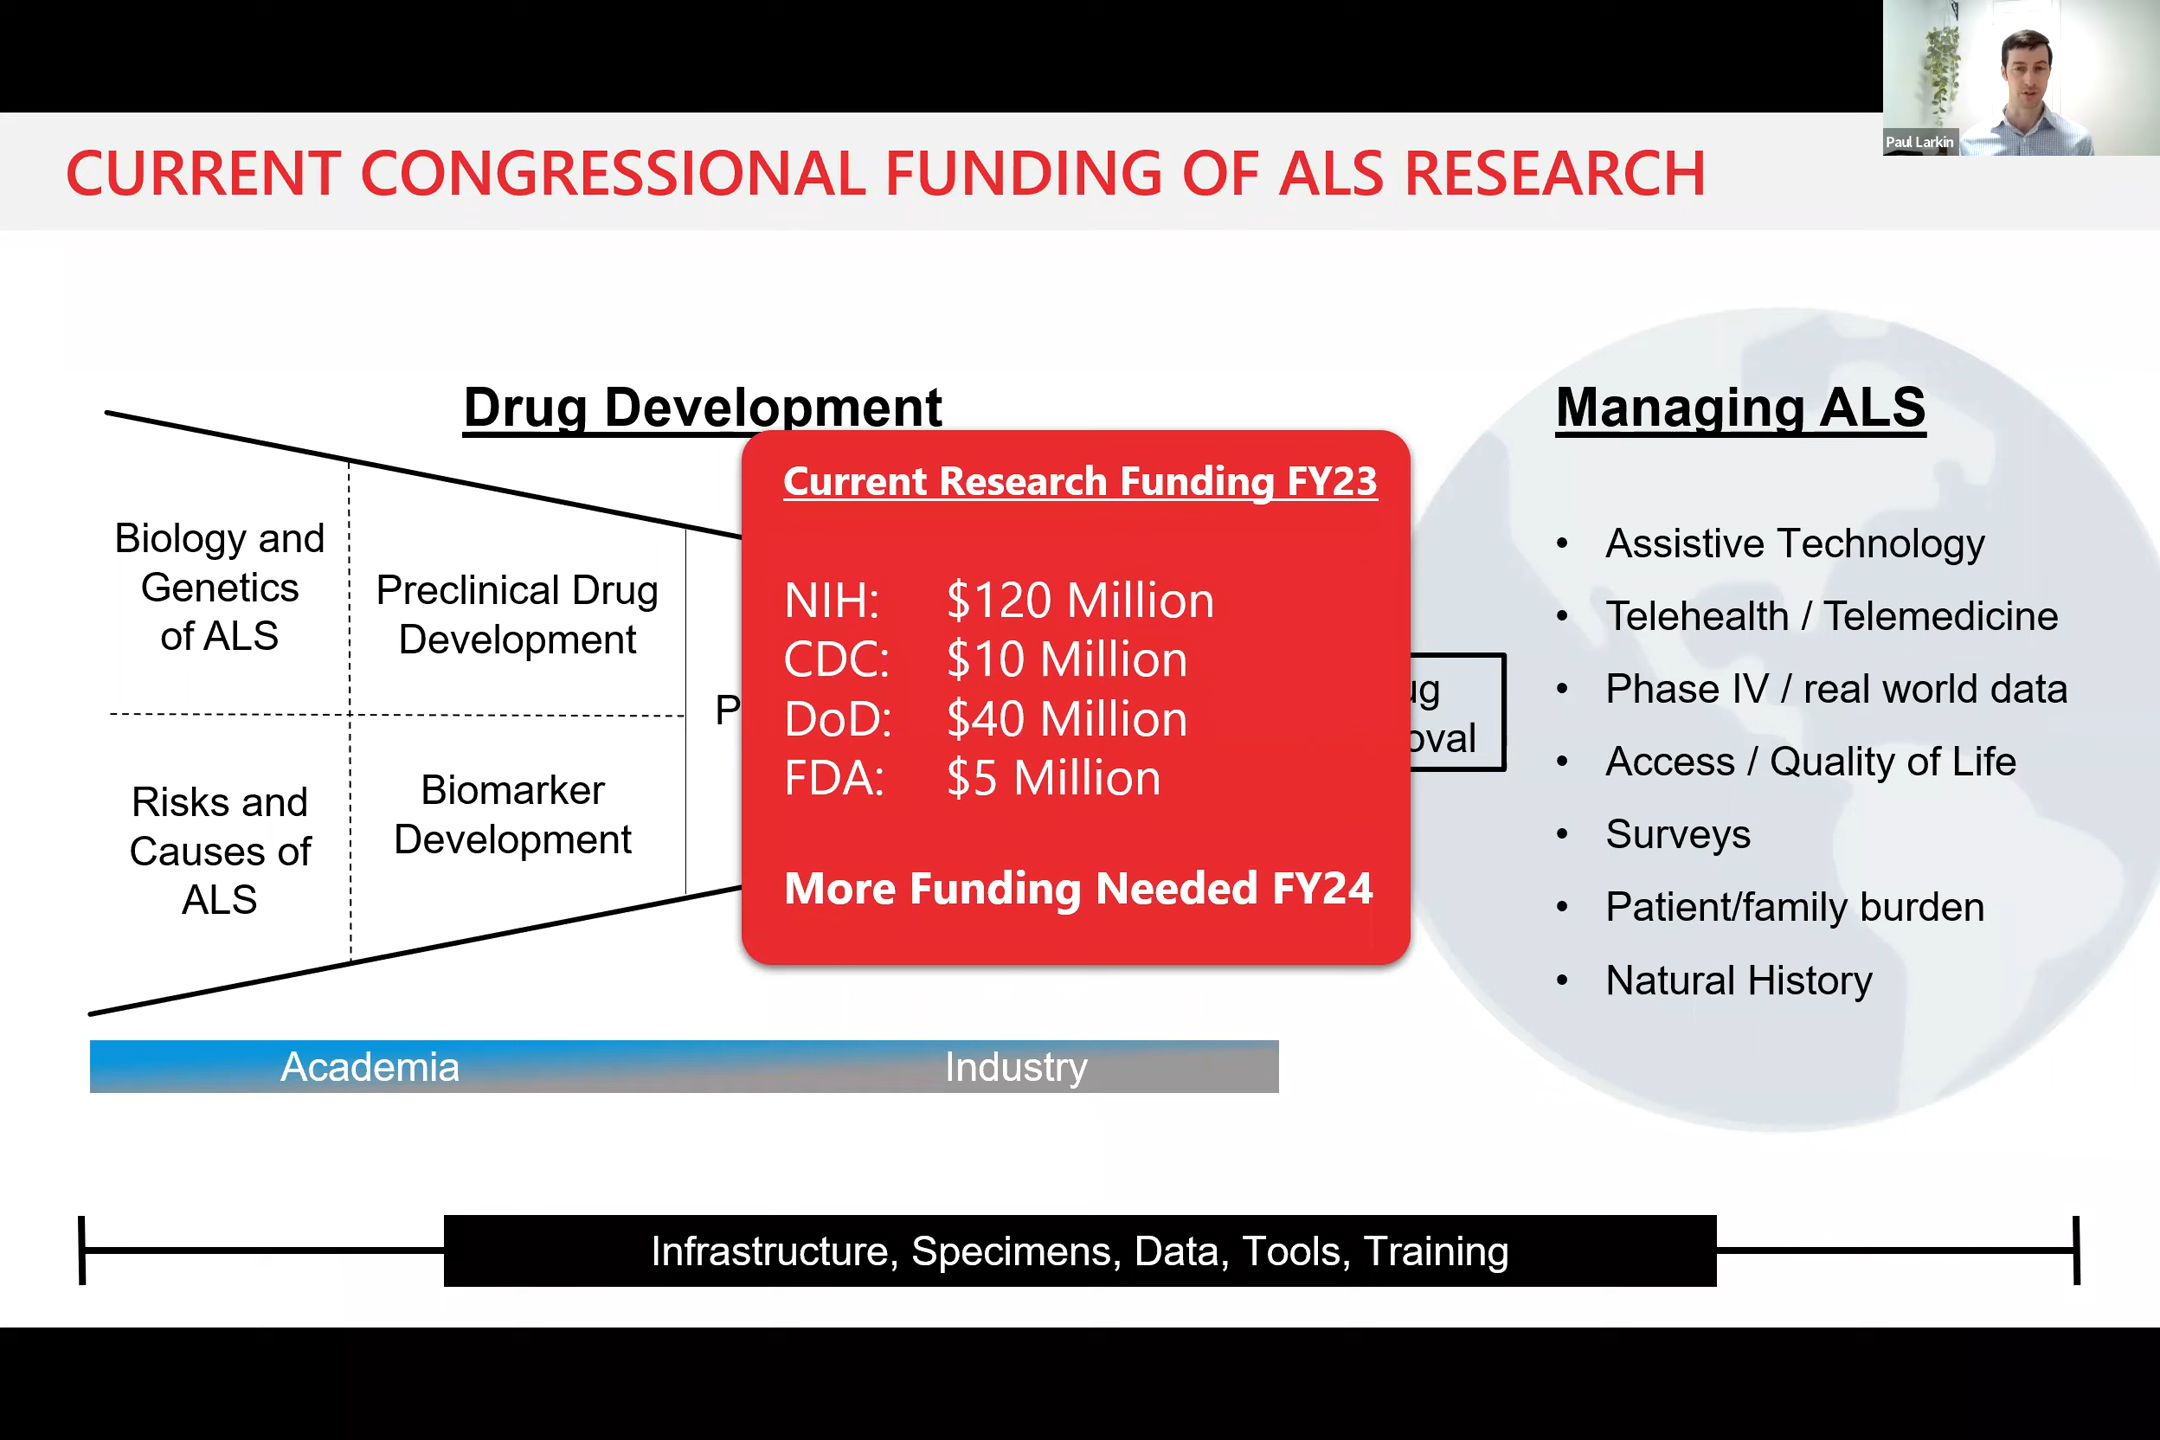 Paul Larkin
CURRENT CONGRESSIONAL FUNDING OF ALS RESEARCH
Drug Development
Biology and
Genetics
of ALS
Preclinical Drug
Development
Risks and
Causes of
ALS
Biomarker
Development
P
Current Research Funding FY23
NIH: $120 Million
CDC: $10 Million
DoD: $40 Million
FDA: $5 Million
More Funding Needed FY24
ug
oval
Managing ALS
• Assistive Technology
• Telehealth / Telemedicine
• Phase IV / real world data
• Access / Quality of Life
• Surveys
• Patient/family burden
• Natural History
Academia
Industry
Infrastructure, Specimens, Data, Tools, Training